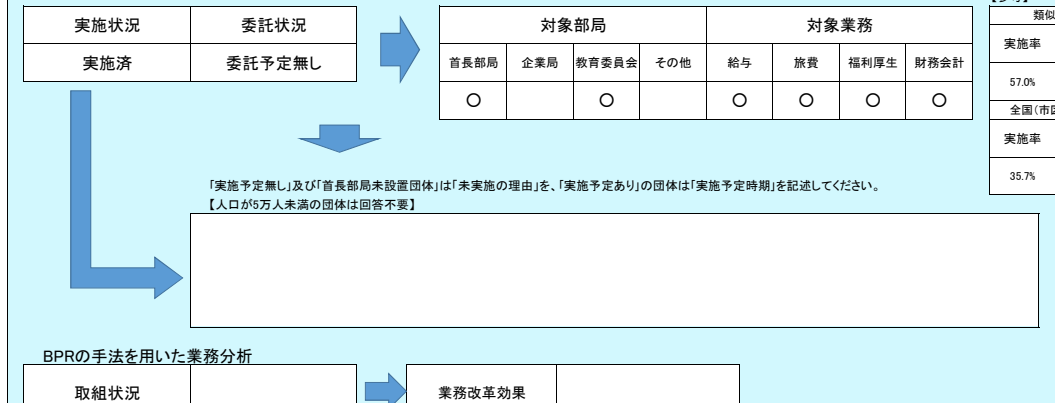 実施状況 委託状況 対象部局 対象業務
実施済 委託予定無し 首長部局 企業局 教育委員会 その他 給与 旅費 福利厚生 財務会計
○ ○ ○ ○ ○ ○
類似
実施率
57.0%
全国(市区
実施率
35.7%
「実施予定無し」及び「首長部局未設置団体」は「未実施の理由」を、「実施予定あり」の団体は「実施予定時期」を記述してください。
【人口が5万人未満の団体は回答不要】
BPRの手法を用いた業務分析
取組状況 業務改革効果